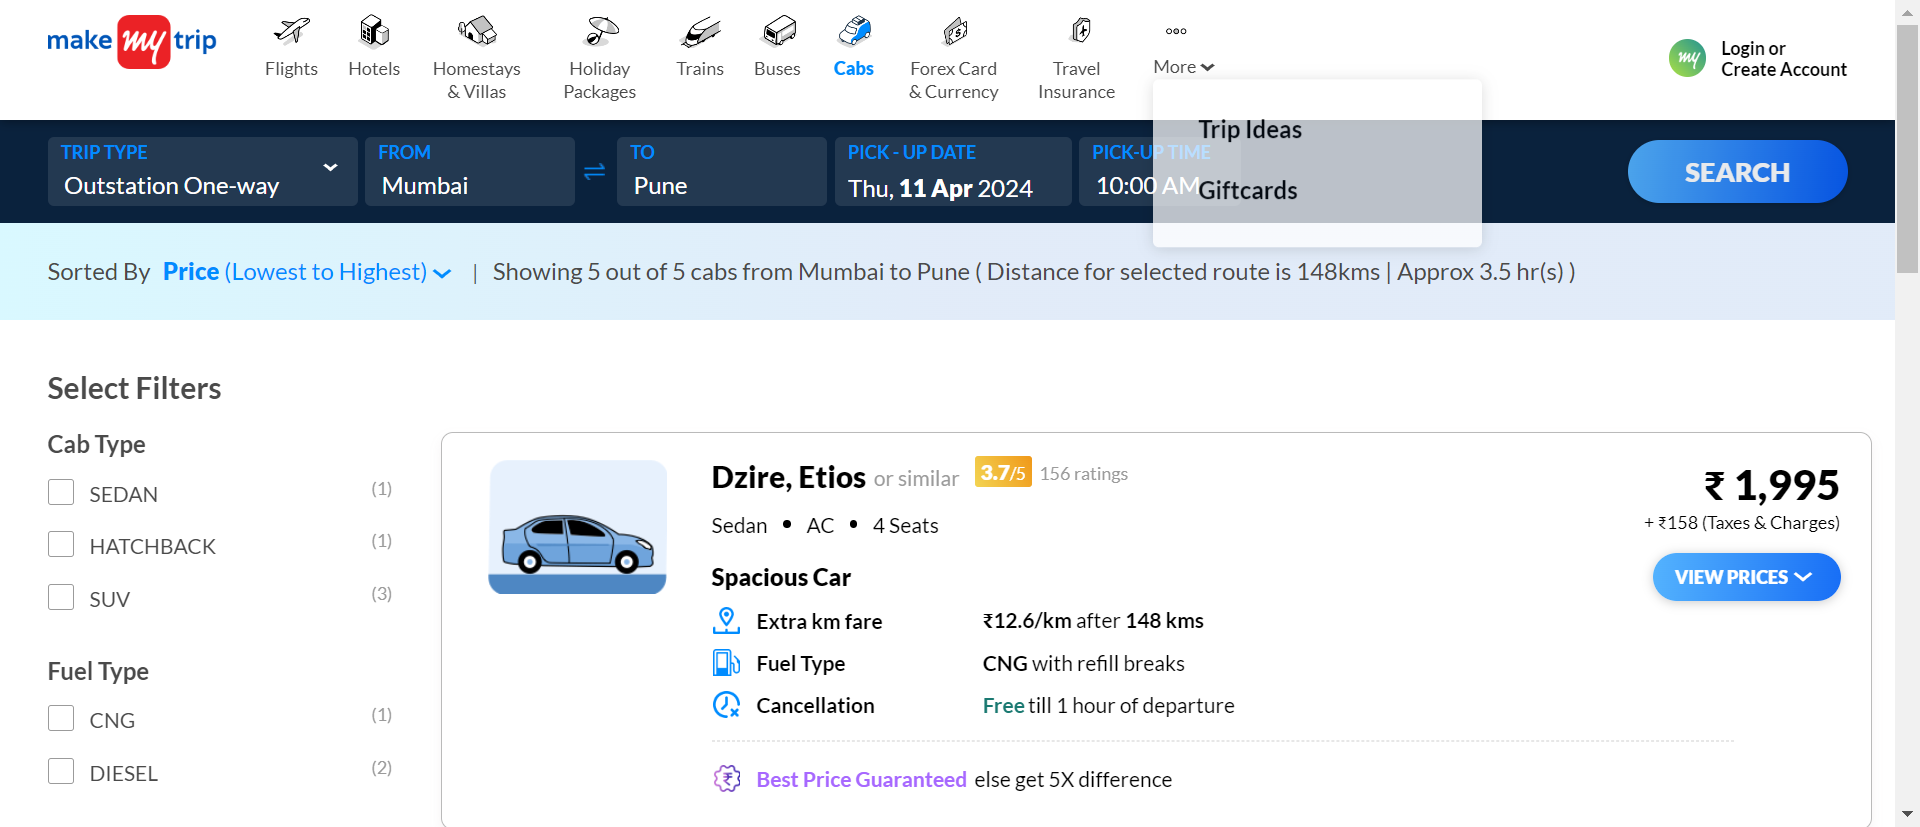 make my trip
Flights
Hotels
Homestays
& Villas
Holiday
Packages
Trains
Buses
Cabs
Forex Card
& Currency
Travel
Insurance
More
my
Login or
Create Account
Trip Ideas
Giftcards
TRIP TYPE
Outstation One-way
FROM
Mumbai
TO
Pune
PICK - UP DATE
Thu, 11 Apr 2024
PICK-UP TIME
10:00 AM
SEARCH
Sorted By Price (Lowest to Highest) | Showing 5 out of 5 cabs from Mumbai to Pune ( Distance for selected route is 148kms | Approx 3.5 hr(s) )
Select Filters
Cab Type
SEDAN (1)
HATCHBACK (1)
SUV (3)
Fuel Type
CNG (1)
DIESEL (2)
Dzire, Etios or similar 3.7/5 156 ratings
Sedan • AC • 4 Seats
Spacious Car
Extra km fare ₹12.6/km after 148 kms
Fuel Type CNG with refill breaks
Cancellation Free till 1 hour of departure
₹ Best Price Guaranteed else get 5X difference
₹ 1,995
+ ₹158 (Taxes & Charges)
VIEW PRICES